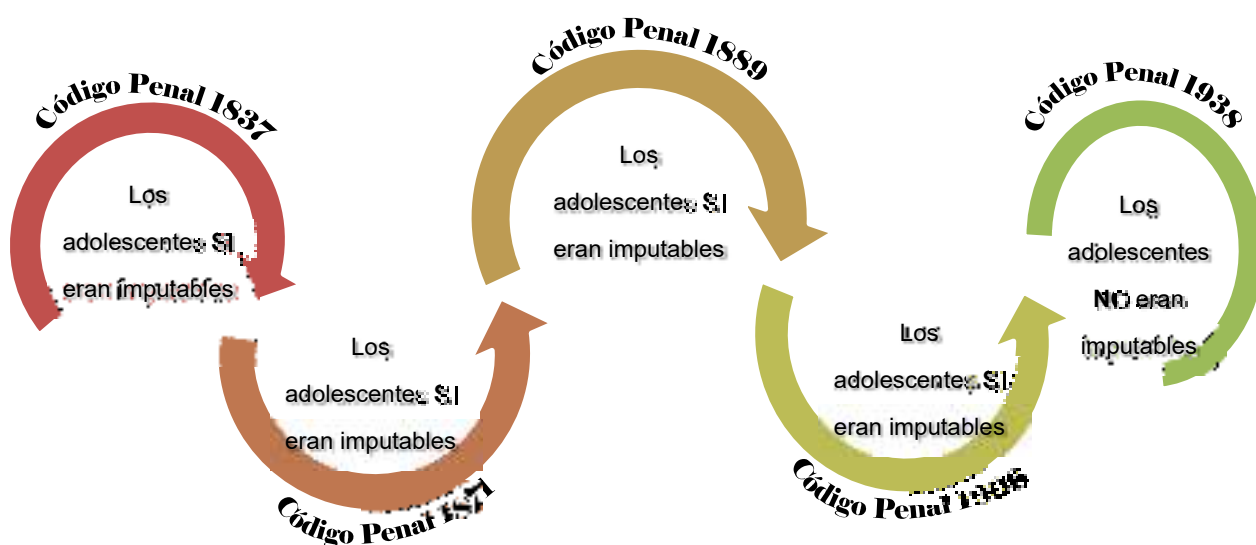 Código Penal 1837
Los
adolescentes SI
eran imputables
Los
adolescentes SI
eran imputables
Código Penal 1871
Código Penal 1889
Los
adolescentes SI
eran imputables
Los
adolescentes SI
eran imputables
Código Penal
Código Penal 1938
Los
adolescentes
NO eran
imputables